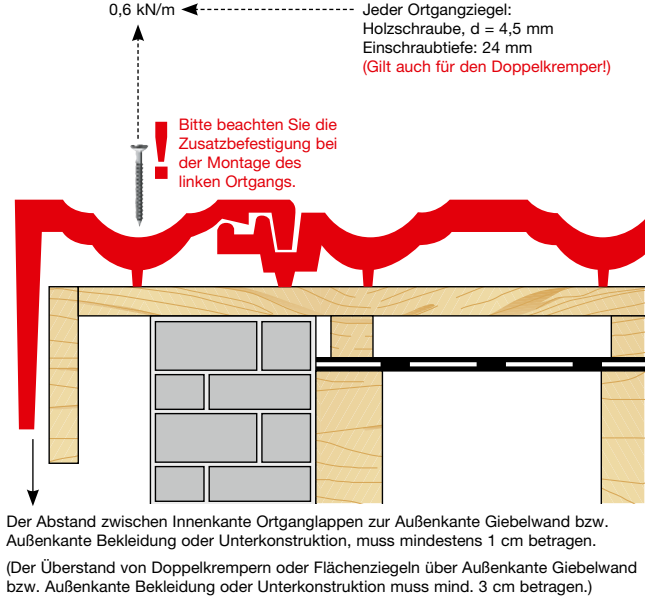 0,6 kN/m
Jeder Ortgangziegel:
Holzschraube, d = 4,5 mm
Einschraubtiefe: 24 mm
(Gilt auch für den Doppelkremper!)
! Bitte beachten Sie die
Zusatzbefestigung bei
der Montage des
linken Ortgangs.
Der Abstand zwischen Innenkante Ortganglappen zur Außenkante Giebelwand bzw.
Außenkante Bekleidung oder Unterkonstruktion, muss mindestens 1 cm betragen.
(Der Überstand von Doppelkrempern oder Flächenziegeln über Außenkante Giebelwand
bzw. Außenkante Bekleidung oder Unterkonstruktion muss mind. 3 cm betragen.)